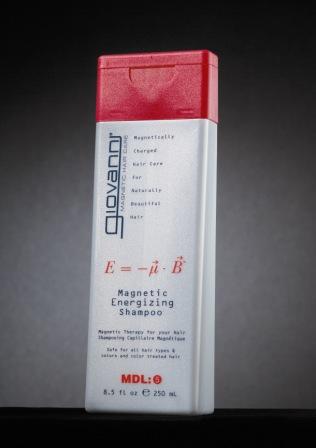 giovanni
MAGNETIC HAIR CARE
Magnetically
Charged
Hair Care
For
Naturally
Beautiful
Hair
E = −μ⃗ · B⃗
Magnetic
Energizing
Shampoo
Magnetic Therapy for your Hair
Shampooing Capillaire Magnétique
Safe for all hair types &
colors and color treated hair
MDL:5
8.5 fl oz e 250 mL